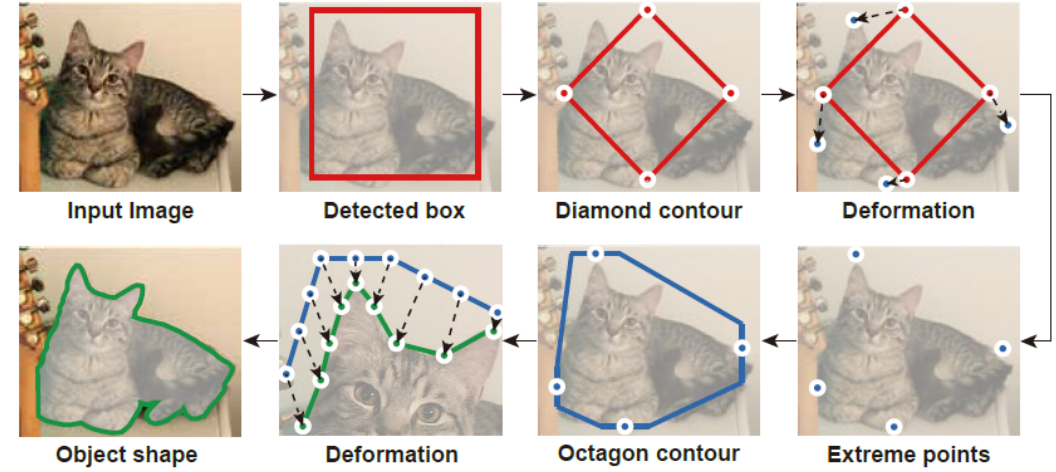 Input Image
Detected box
Diamond contour
Deformation
Object shape
Deformation
Octagon contour
Extreme points